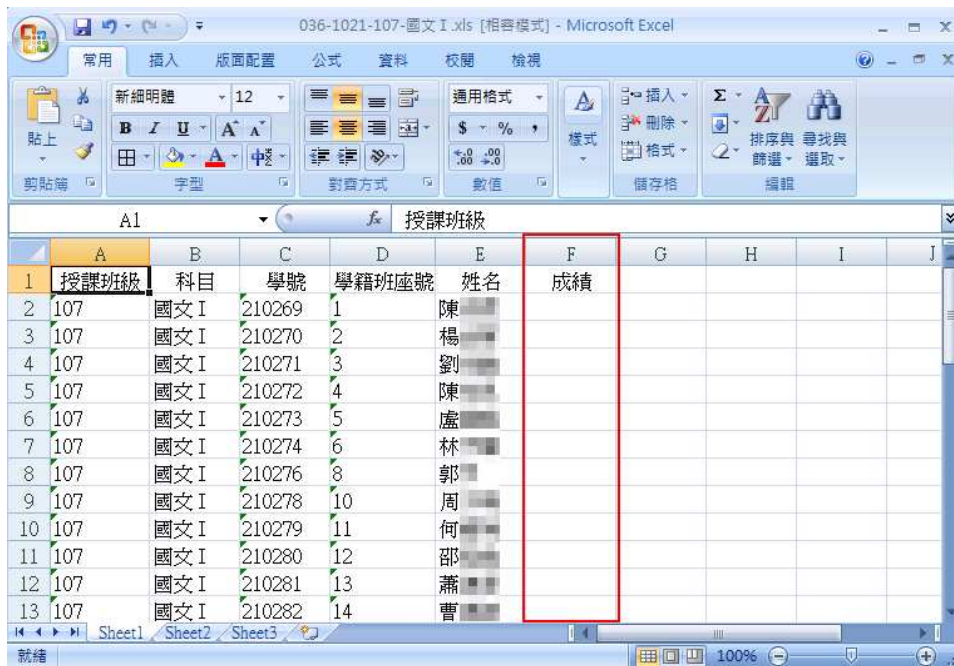 036-1021-107-國文Ⅰ.xls [相容模式] - Microsoft Excel
常用 插入 版面配置 公式 資料 校閱 檢視
新細明體 12 通用格式 Σ 插入
貼上 B I U A A $ % , 樣式 刪除 排序與篩選 尋找與選取
A 中 .00 .0 格式
剪貼簿 字型 對齊方式 數值 儲存格 編輯
A1 fx 授課班級
A B C D E F G H I J
1 授課班級 科目 學號 學籍班座號 姓名 成績
2 107 國文Ⅰ 210269 1 陳
3 107 國文Ⅰ 210270 2 楊
4 107 國文Ⅰ 210271 3 劉
5 107 國文Ⅰ 210272 4 陳
6 107 國文Ⅰ 210273 5 盧
7 107 國文Ⅰ 210274 6 林
8 107 國文Ⅰ 210276 8 郭
9 107 國文Ⅰ 210278 10 周
10 107 國文Ⅰ 210279 11 何
11 107 國文Ⅰ 210280 12 邵
12 107 國文Ⅰ 210281 13 蕭
13 107 國文Ⅰ 210282 14 曹
Sheet1 Sheet2 Sheet3
就緒 100%